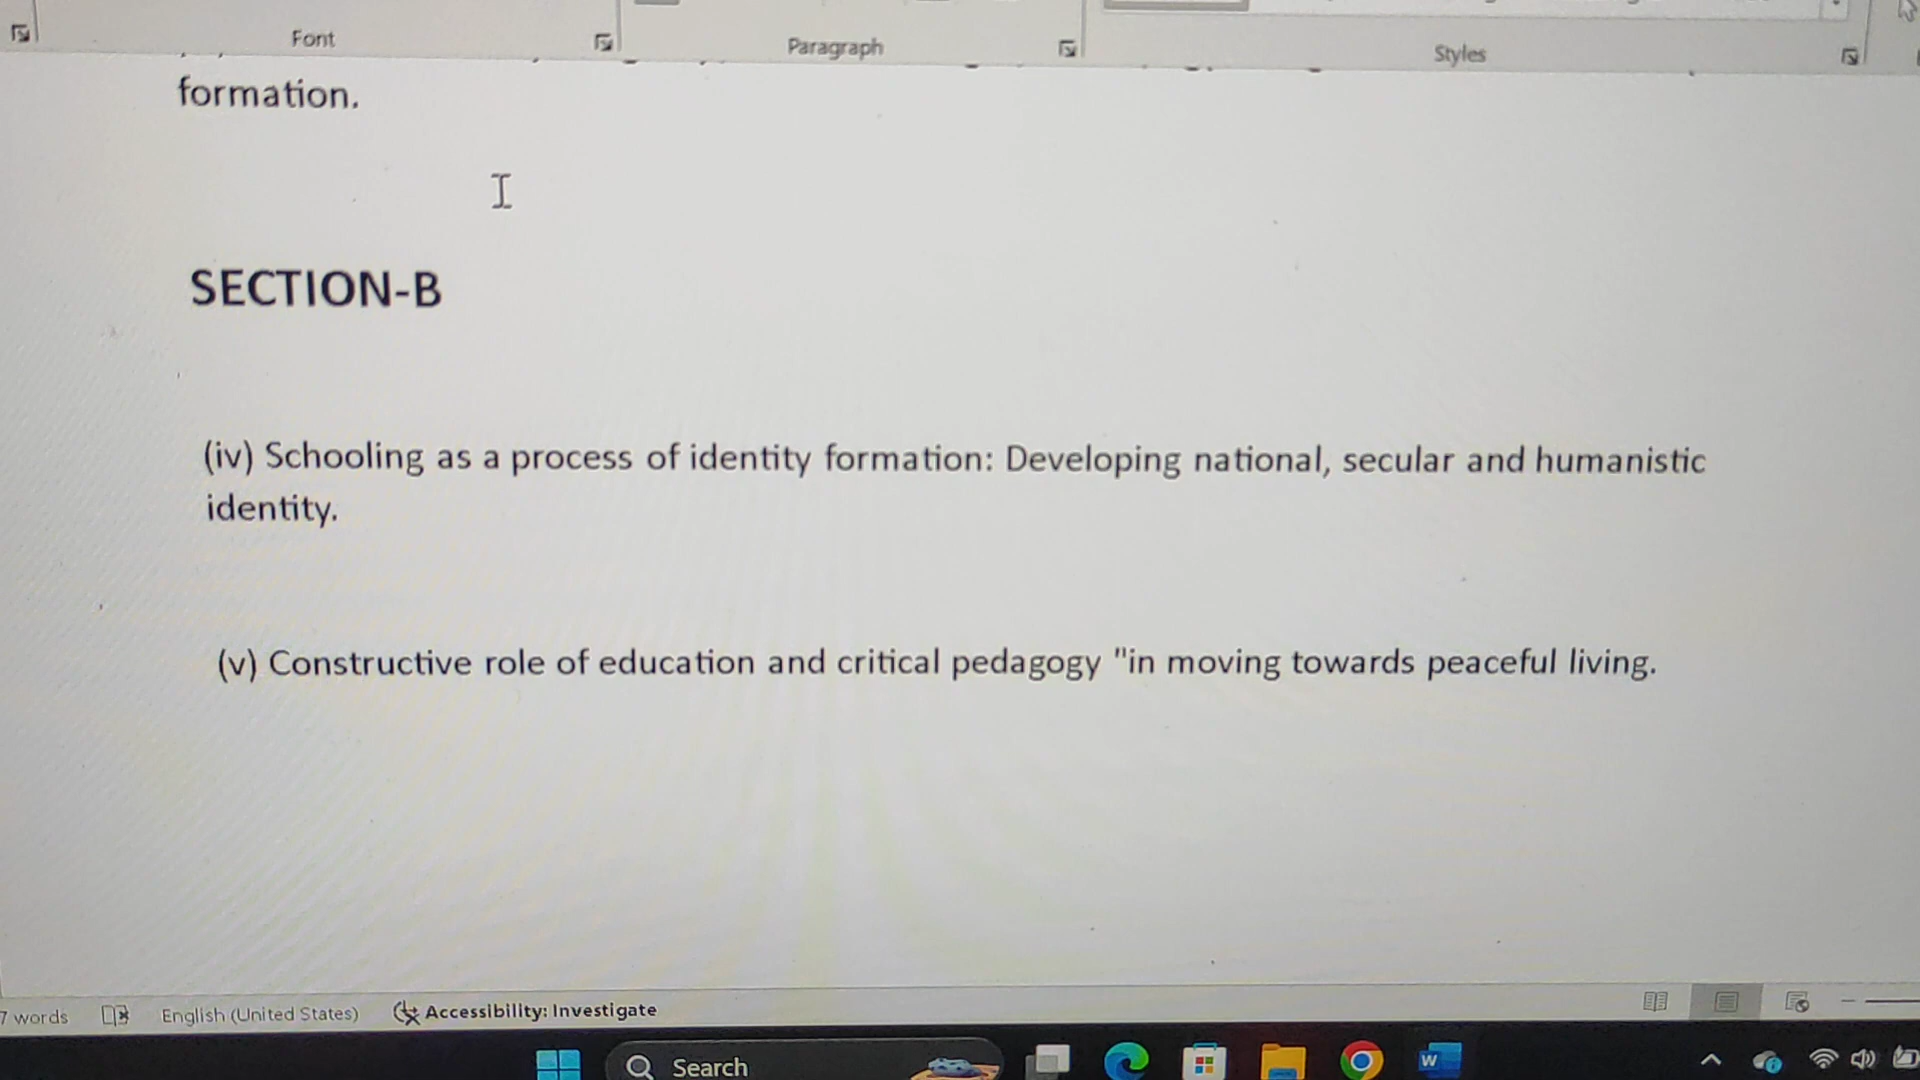 Font Paragraph Styles
formation.
SECTION-B
(iv) Schooling as a process of identity formation: Developing national, secular and humanistic
identity.
(v) Constructive role of education and critical pedagogy "in moving towards peaceful living.
7 words English (United States) Accessibility: Investigate
Search
W